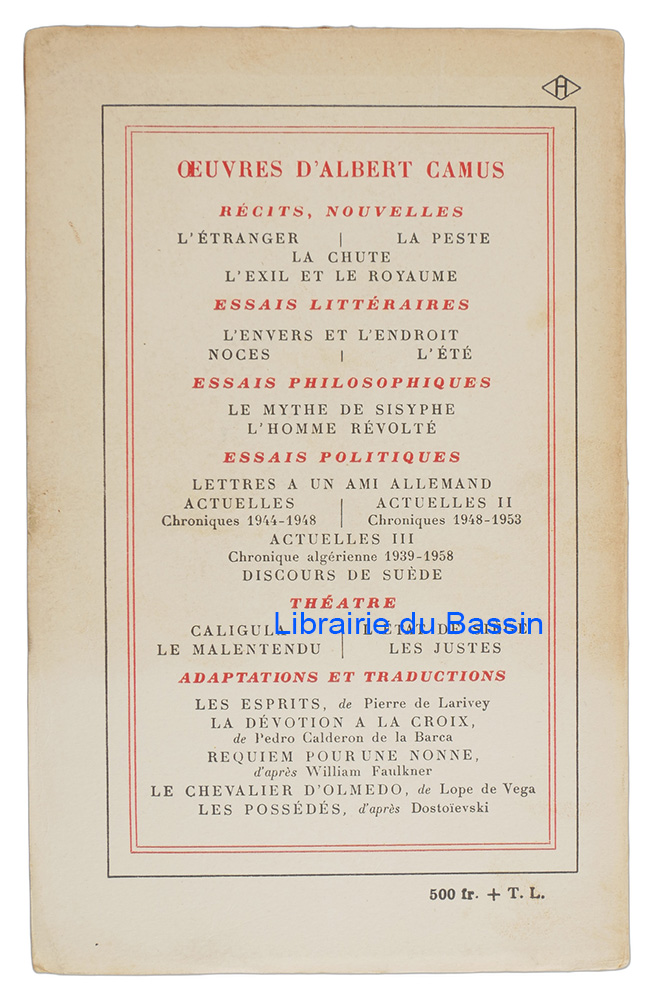 H
ŒUVRES D'ALBERT CAMUS
RÉCITS, NOUVELLES
L'ÉTRANGER | LA PESTE
LA CHUTE
L'EXIL ET LE ROYAUME
ESSAIS LITTÉRAIRES
L'ENVERS ET L'ENDROIT
NOCES | L'ÉTÉ
ESSAIS PHILOSOPHIQUES
LE MYTHE DE SISYPHE
L'HOMME RÉVOLTÉ
ESSAIS POLITIQUES
LETTRES A UN AMI ALLEMAND
ACTUELLES | ACTUELLES II
Chroniques 1944-1948 | Chroniques 1948-1953
ACTUELLES III
Chronique algérienne 1939-1958
DISCOURS DE SUÈDE
THÉATRE
Librairie du Bassin
CALIGULA | L'ÉTAT DE SIÈGE
LE MALENTENDU | LES JUSTES
ADAPTATIONS ET TRADUCTIONS
LES ESPRITS, de Pierre de Larivey
LA DÉVOTION A LA CROIX,
de Pedro Calderon de la Barca
REQUIEM POUR UNE NONNE,
d'après William Faulkner
LE CHEVALIER D'OLMEDO, de Lope de Vega
LES POSSÉDÉS, d'après Dostoïevski
500 fr. + T. L.